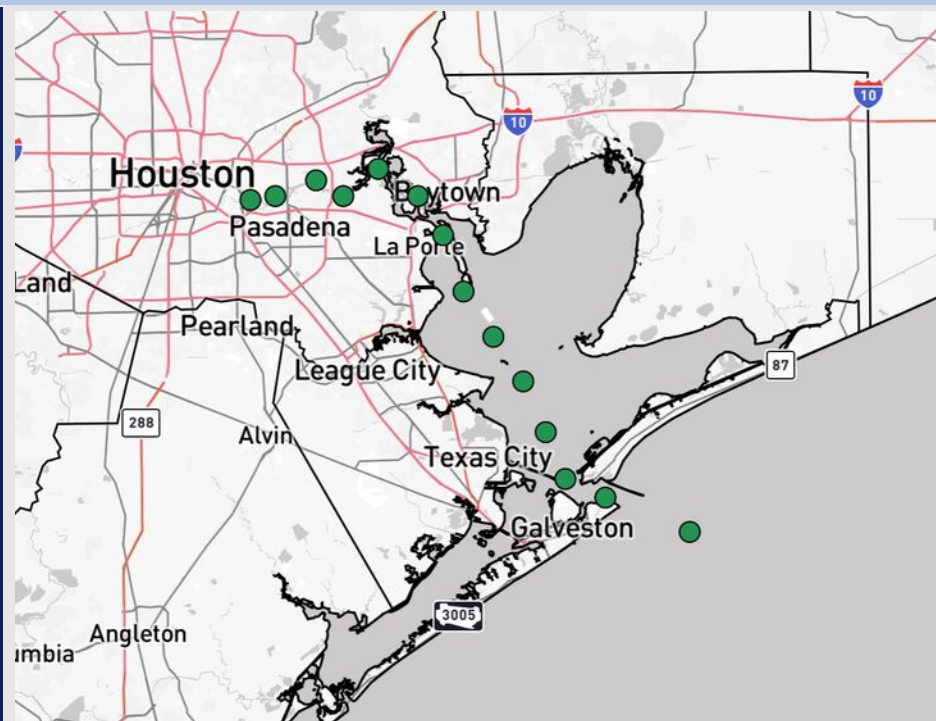 10
10
Houston
Baytown
Pasadena
La Porte
Land
Pearland
League City
87
288
Alvin
Texas City
Galveston
3005
Angleton
umbia